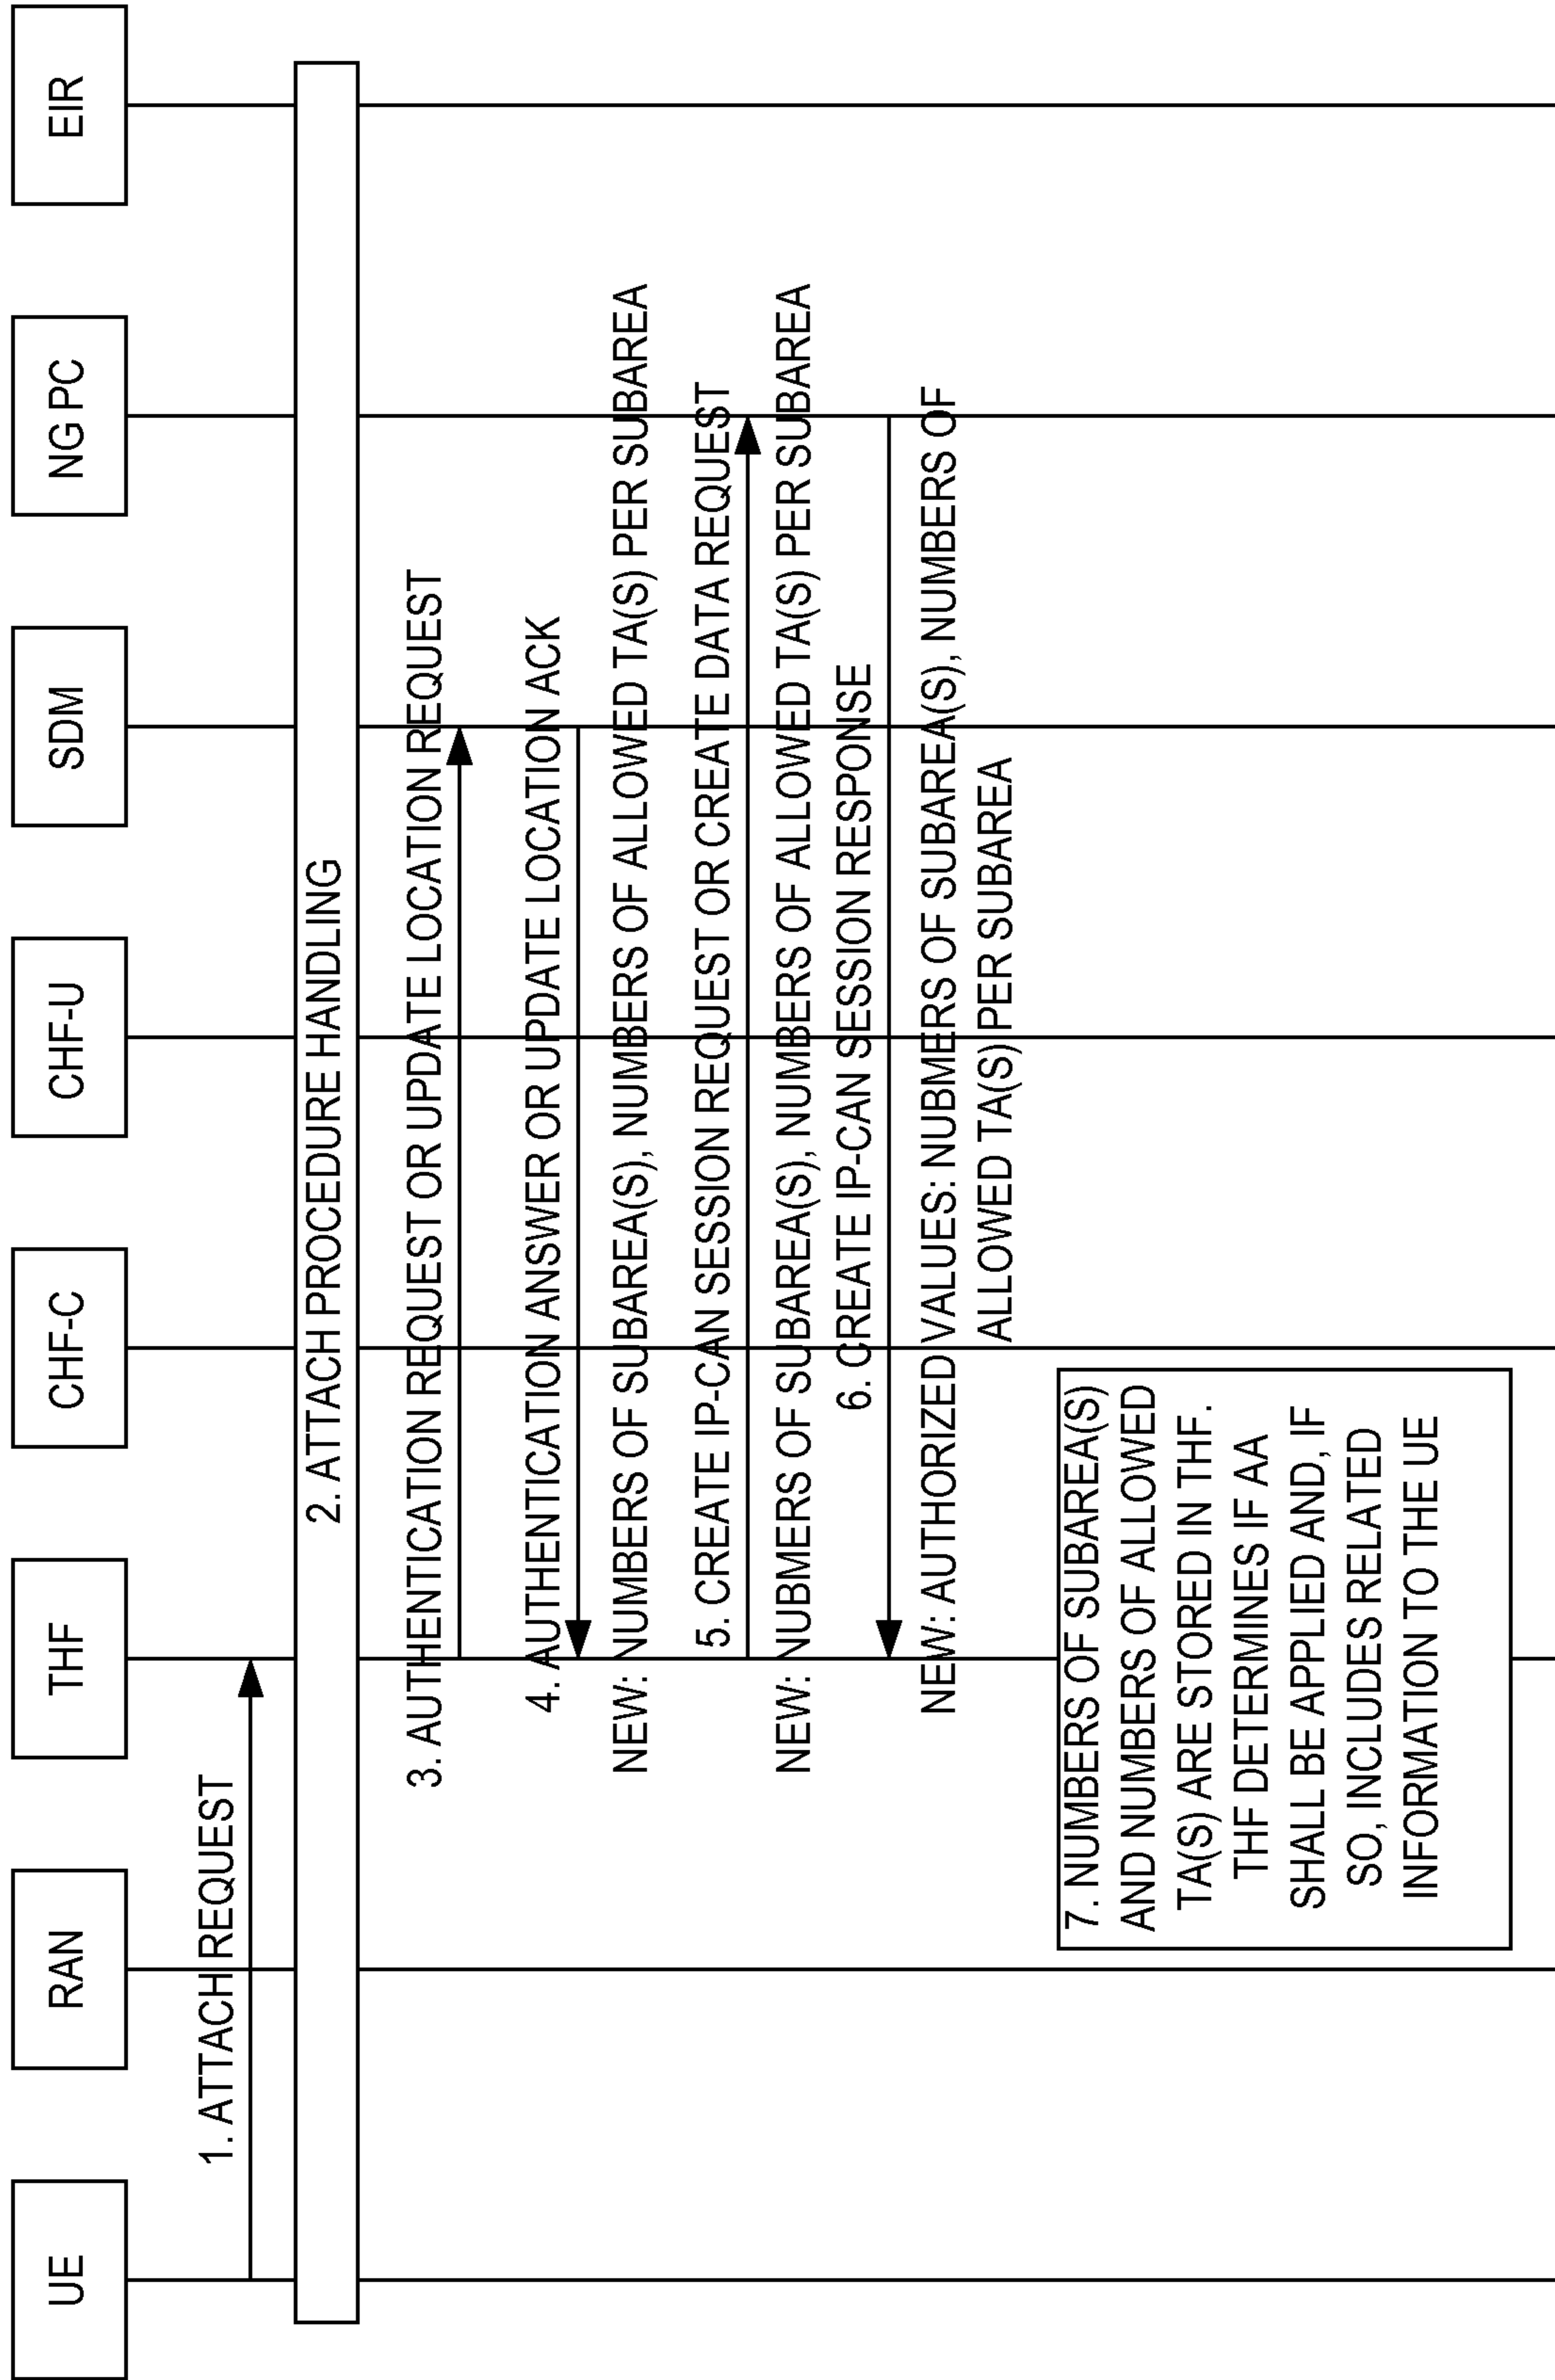 UE
RAN
THF
CHF-C
CHF-U
SDM
NG PC
EIR
1. ATTACH REQUEST
2. ATTACH PROCEDURE HANDLING
3. AUTHENTICATION REQUEST OR UPDATE LOCATION REQUEST
4. AUTHENTICATION ANSWER OR UPDATE LOCATION ACK
NEW: NUMBERS OF SUBAREA(S), NUMBERS OF ALLOWED TA(S) PER SUBAREA
5. CREATE IP-CAN SESSION REQUEST OR CREATE DATA REQUEST
NEW: NUBMERS OF SUBAREA(S), NUMBERS OF ALLOWED TA(S) PER SUBAREA
6. CREATE IP-CAN SESSION RESPONSE
NEW: AUTHORIZED VALUES: NUBMERS OF SUBAREA(S), NUMBERS OF
ALLOWED TA(S) PER SUBAREA
7. NUMBERS OF SUBAREA(S)
AND NUMBERS OF ALLOWED
TA(S) ARE STORED IN THF.
THF DETERMINES IF AA
SHALL BE APPLIED AND, IF
SO, INCLUDES RELATED
INFORMATION TO THE UE